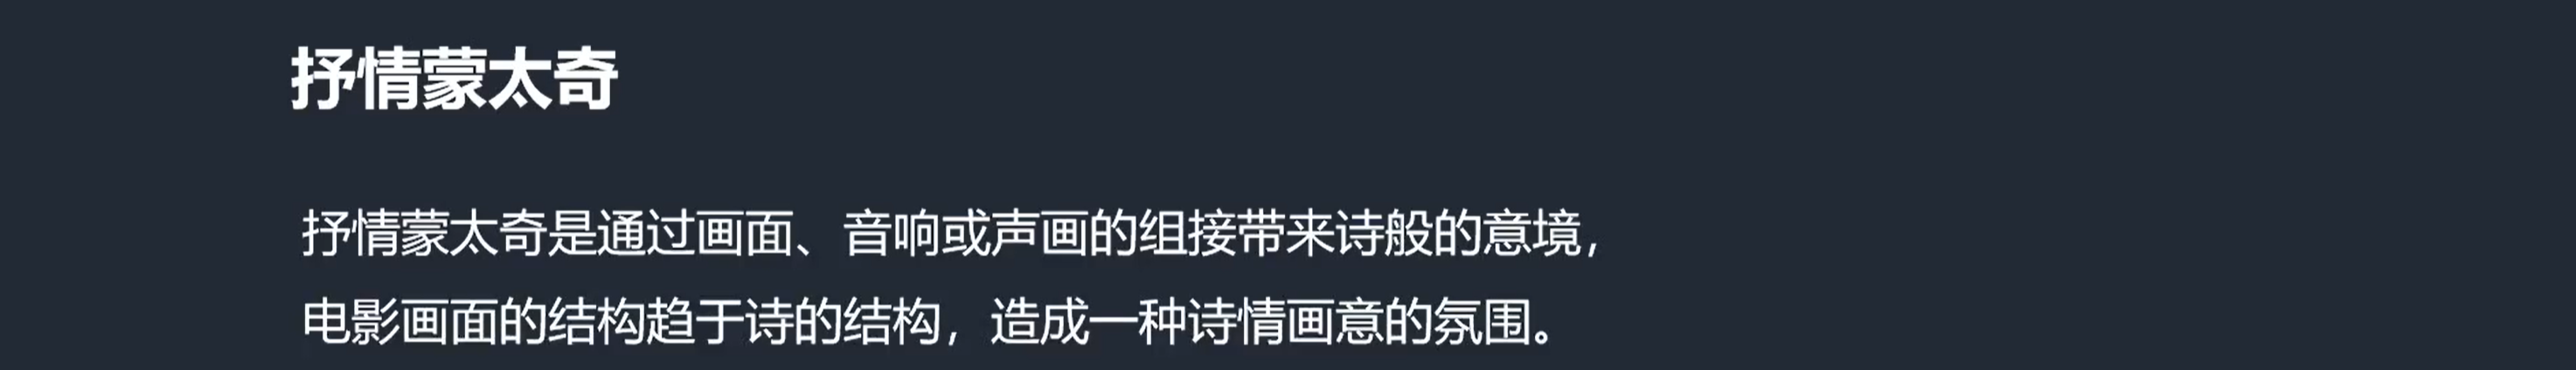 抒情蒙太奇
抒情蒙太奇是通过画面、音响或声画的组接带来诗般的意境，
电影画面的结构趋于诗的结构，造成一种诗情画意的氛围。